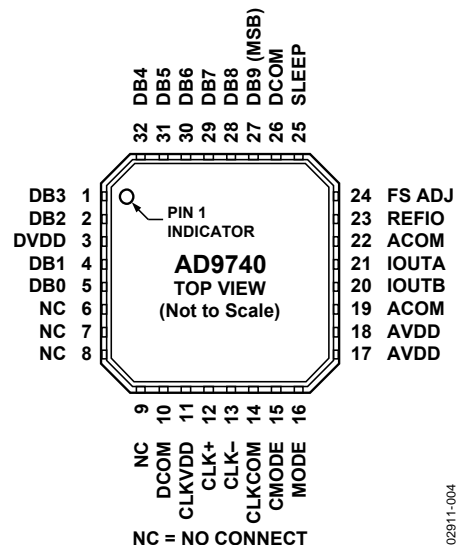 32 DB4
31 DB5
30 DB6
29 DB7
28 DB8
27 DB9 (MSB)
26 DCOM
25 SLEEP
DB3 1
DB2 2
DVDD 3
DB1 4
DB0 5
NC 6
NC 7
NC 8
PIN 1
INDICATOR
AD9740
TOP VIEW
(Not to Scale)
24 FS ADJ
23 REFIO
22 ACOM
21 IOUTA
20 IOUTB
19 ACOM
18 AVDD
17 AVDD
NC 9
DCOM 10
CLKVDD 11
CLK+ 12
CLK– 13
CLKCOM 14
CMODE 15
MODE 16
NC = NO CONNECT
02911-004